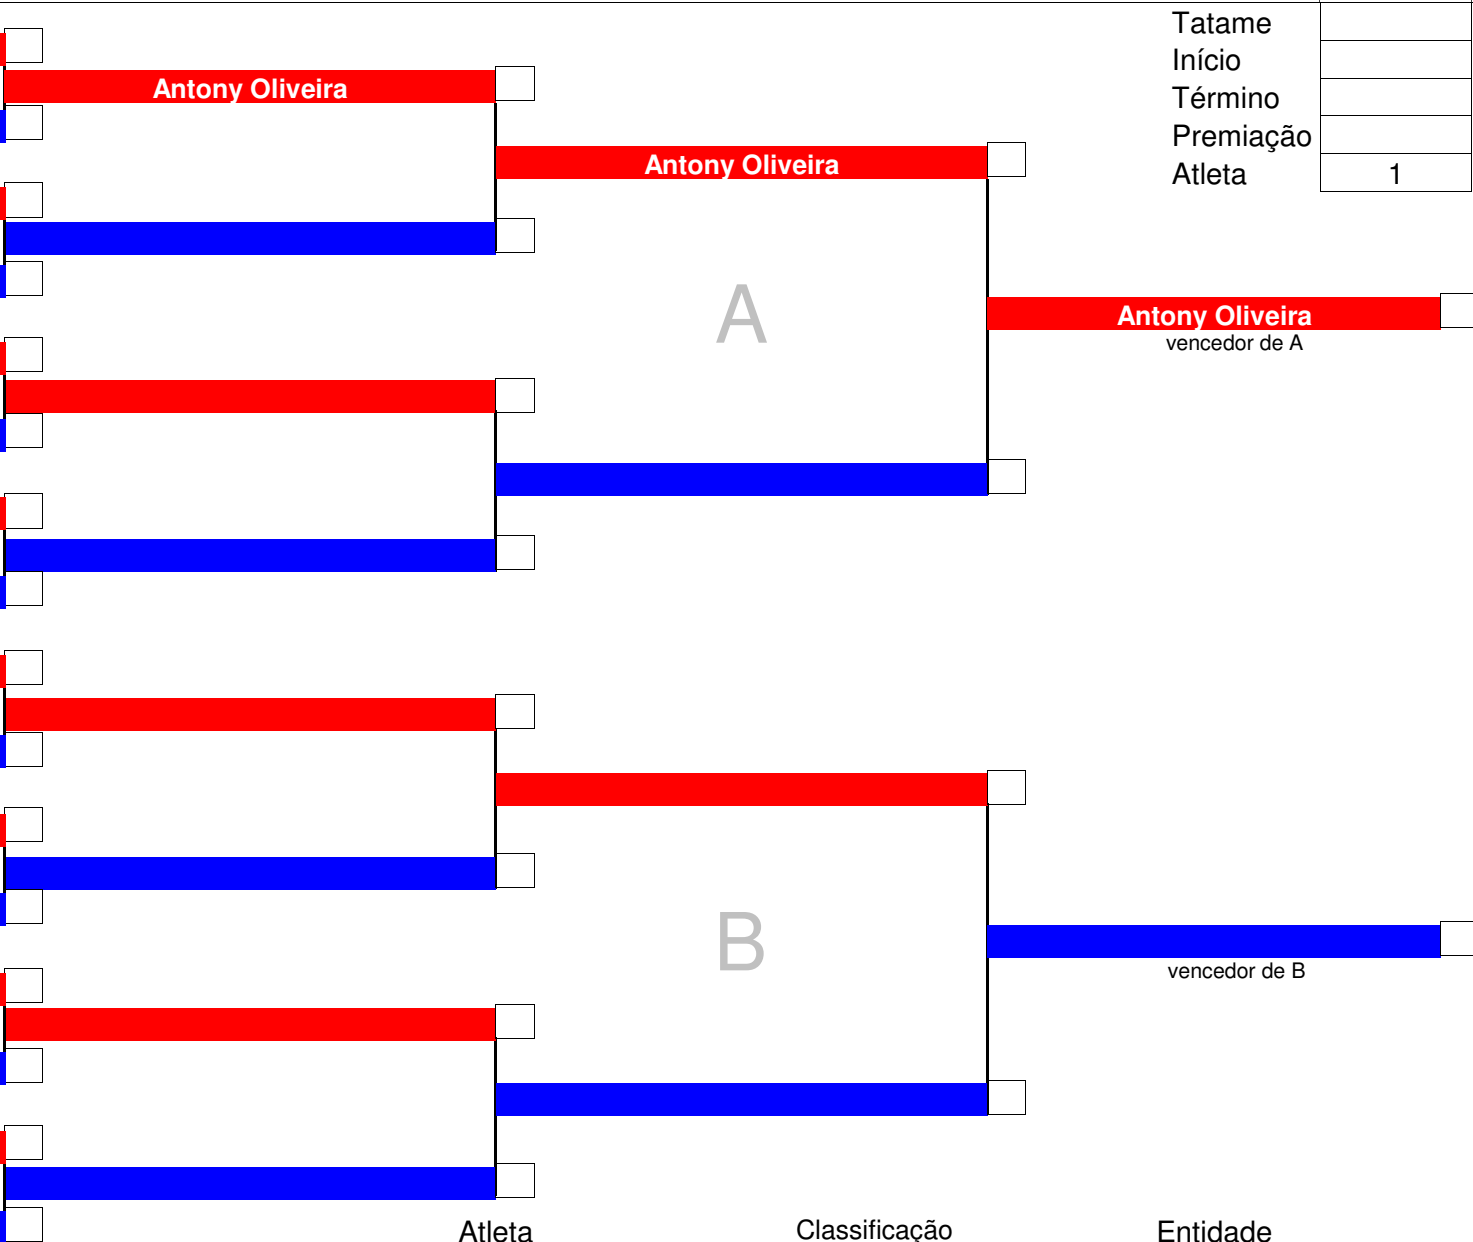 Tatame
Início
Término
Premiação
Atleta 1
Antony Oliveira
Antony Oliveira
A
Antony Oliveira
vencedor de A
B
vencedor de B
Atleta Classificação Entidade